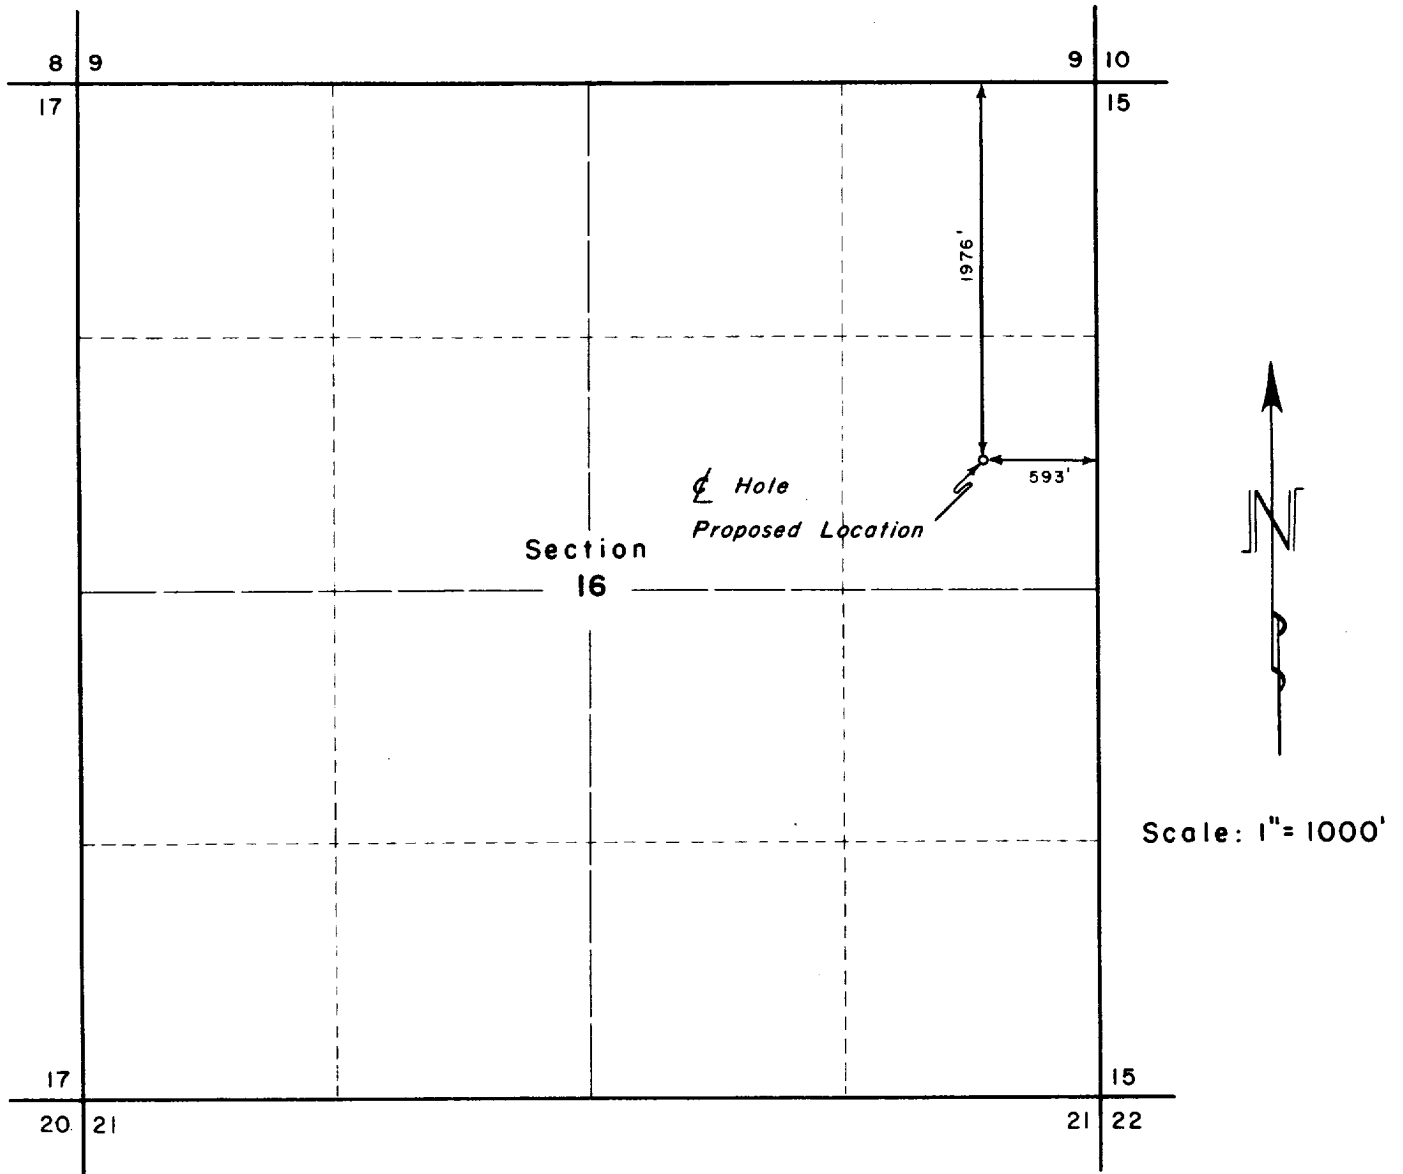 8 9
9 10
17
15
1976'
593'
℄ Hole
Proposed Location
Section
16
N
Scale: 1"= 1000'
17
15
20 21
21 22